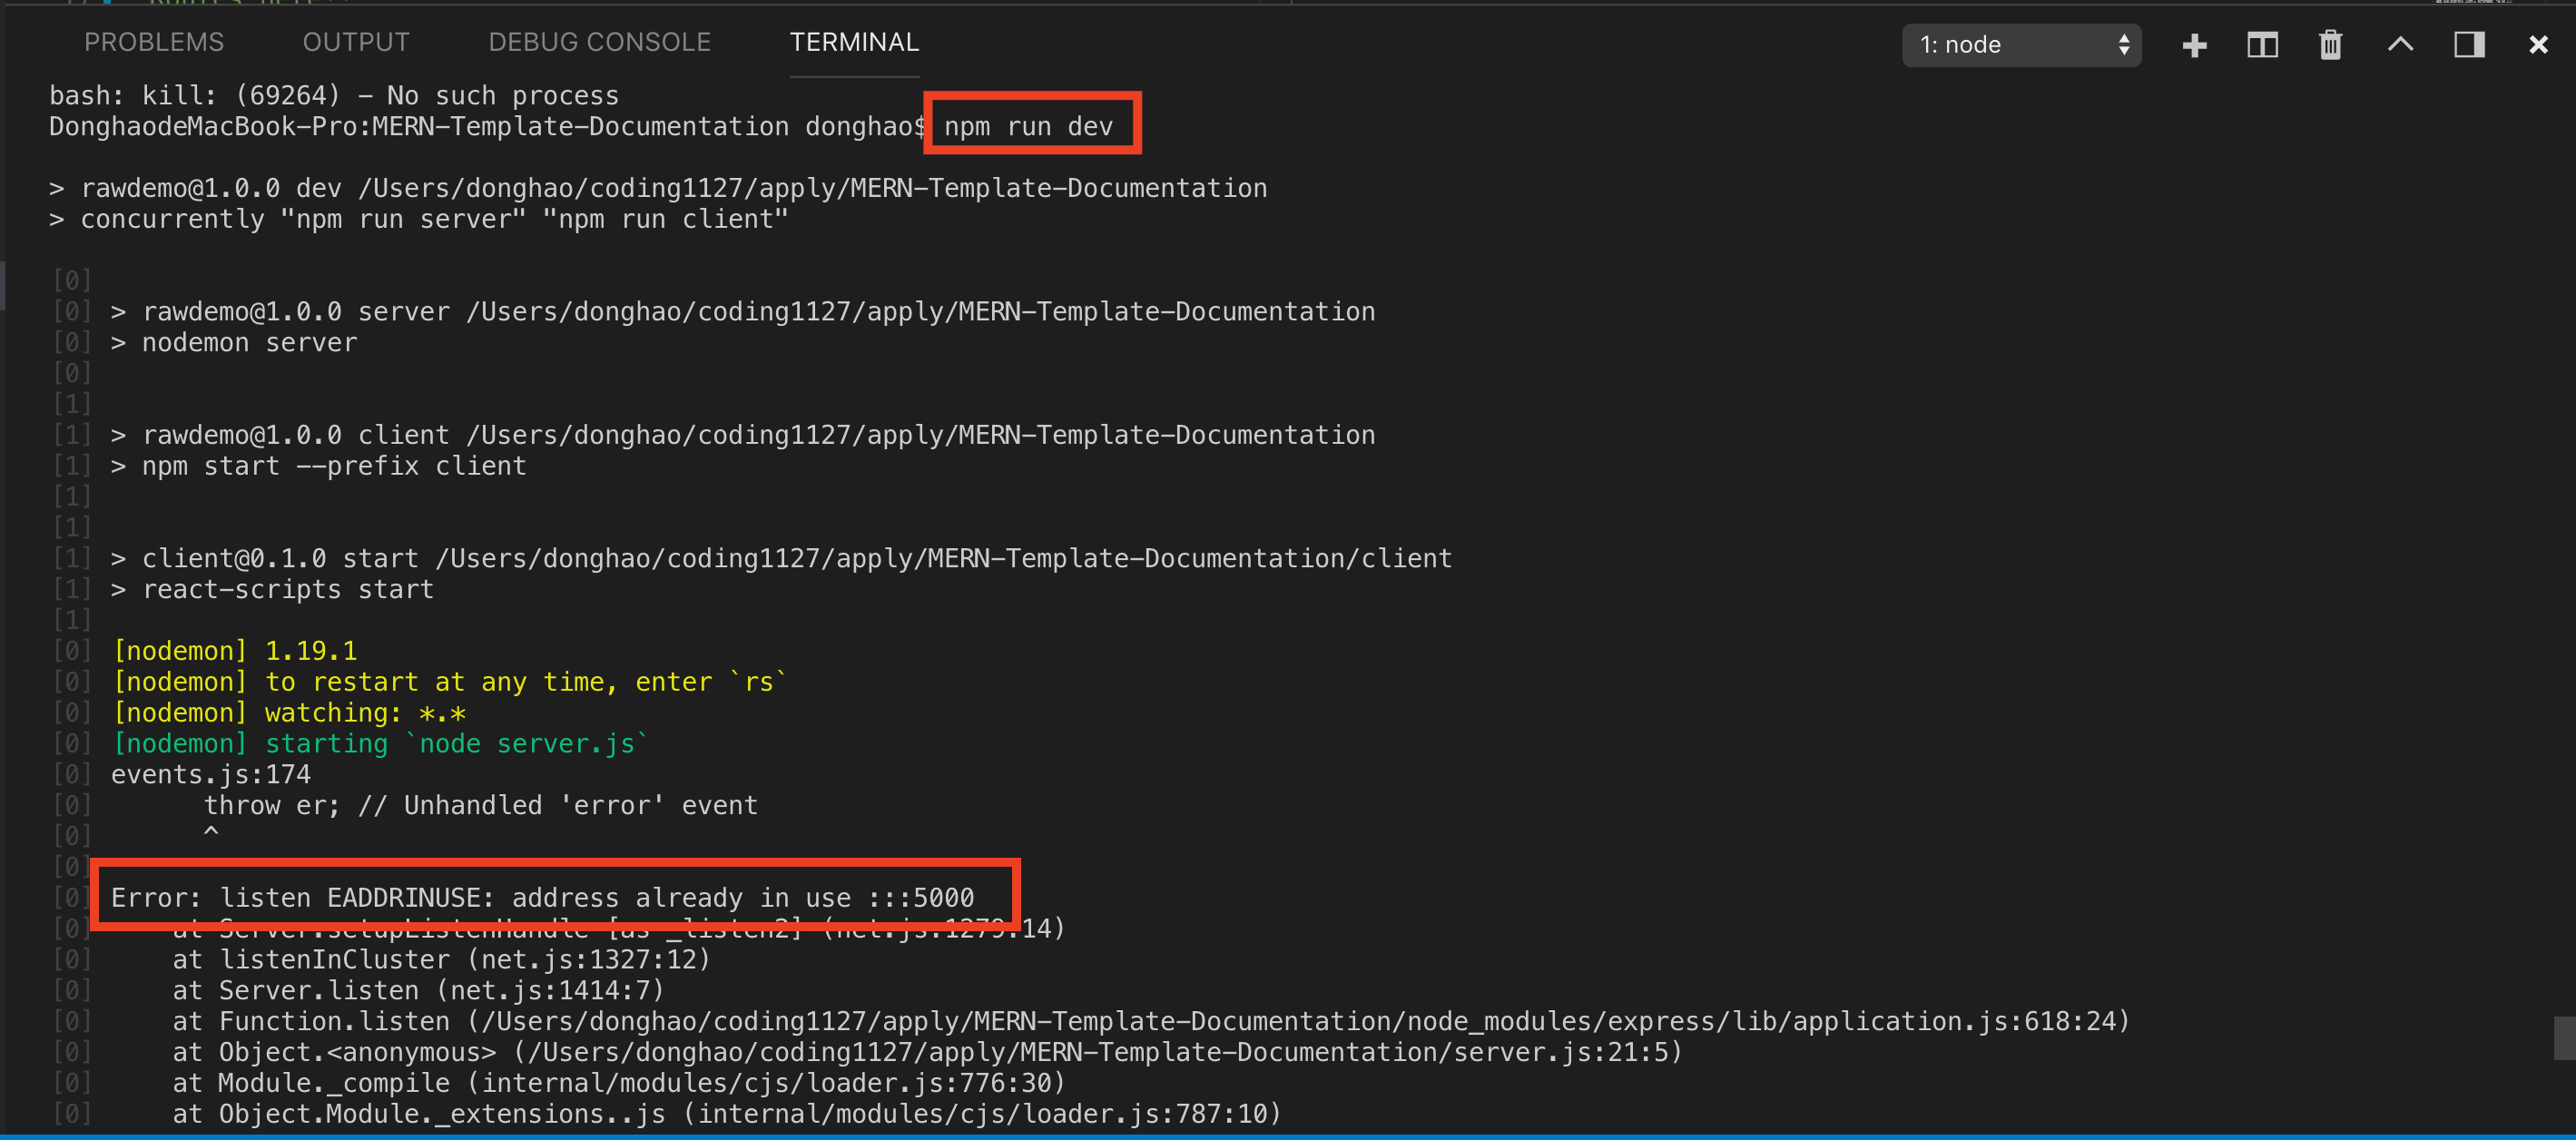 PROBLEMS OUTPUT DEBUG CONSOLE TERMINAL 1: node
bash: kill: (69264) - No such process
DonghaodeMacBook-Pro:MERN-Template-Documentation donghao$ npm run dev
> rawdemo@1.0.0 dev /Users/donghao/coding1127/apply/MERN-Template-Documentation
> concurrently "npm run server" "npm run client"
[0]
[0] > rawdemo@1.0.0 server /Users/donghao/coding1127/apply/MERN-Template-Documentation
[0] > nodemon server
[0]
[1]
[1] > rawdemo@1.0.0 client /Users/donghao/coding1127/apply/MERN-Template-Documentation
[1] > npm start --prefix client
[1]
[1]
[1] > client@0.1.0 start /Users/donghao/coding1127/apply/MERN-Template-Documentation/client
[1] > react-scripts start
[1]
[0] [nodemon] 1.19.1
[0] [nodemon] to restart at any time, enter `rs`
[0] [nodemon] watching: *.*
[0] [nodemon] starting `node server.js`
[0] events.js:174
[0] throw er; // Unhandled 'error' event
[0] ^
[0]
[0] Error: listen EADDRINUSE: address already in use :::5000
[0] at Server.setupListenHandle [as _listen2] (net.js:1279:14)
[0] at listenInCluster (net.js:1327:12)
[0] at Server.listen (net.js:1414:7)
[0] at Function.listen (/Users/donghao/coding1127/apply/MERN-Template-Documentation/node_modules/express/lib/application.js:618:24)
[0] at Object.<anonymous> (/Users/donghao/coding1127/apply/MERN-Template-Documentation/server.js:21:5)
[0] at Module._compile (internal/modules/cjs/loader.js:776:30)
[0] at Object.Module._extensions..js (internal/modules/cjs/loader.js:787:10)